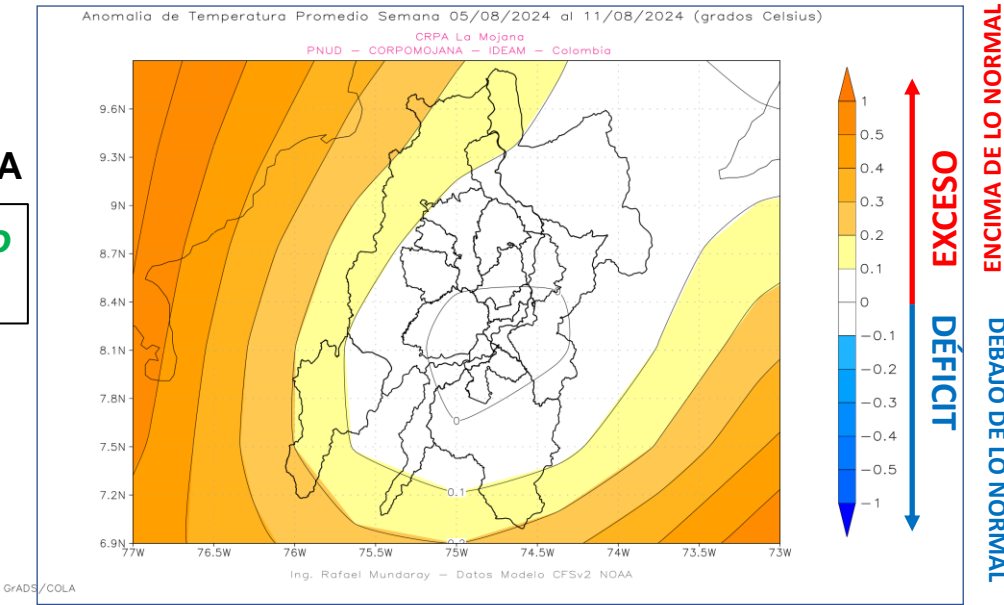 Anomalia de Temperatura Promedio Semana 05/08/2024 al 11/08/2024 (grados Celsius)
CRPA La Mojana
PNUD — CORPOMOJANA — IDEAM — Colombia
A
9.6N
9.3N
9N
8.7N
8.4N
8.1N
7.8N
7.5N
7.2N
6.9N
77W
76.5W
76W
75.5W
75W
74.5W
74W
73.5W
73W
0
0.1
1
0.5
0.4
0.3
0.2
0.1
0
−0.1
−0.2
−0.3
−0.4
−0.5
−1
EXCESO
DÉFICIT
ENCIMA DE LO NORMAL
DEBAJO DE LO NORMAL
Ing. Rafael Mundaray — Datos Modelo CFSv2 NOAA
GrADS/COLA